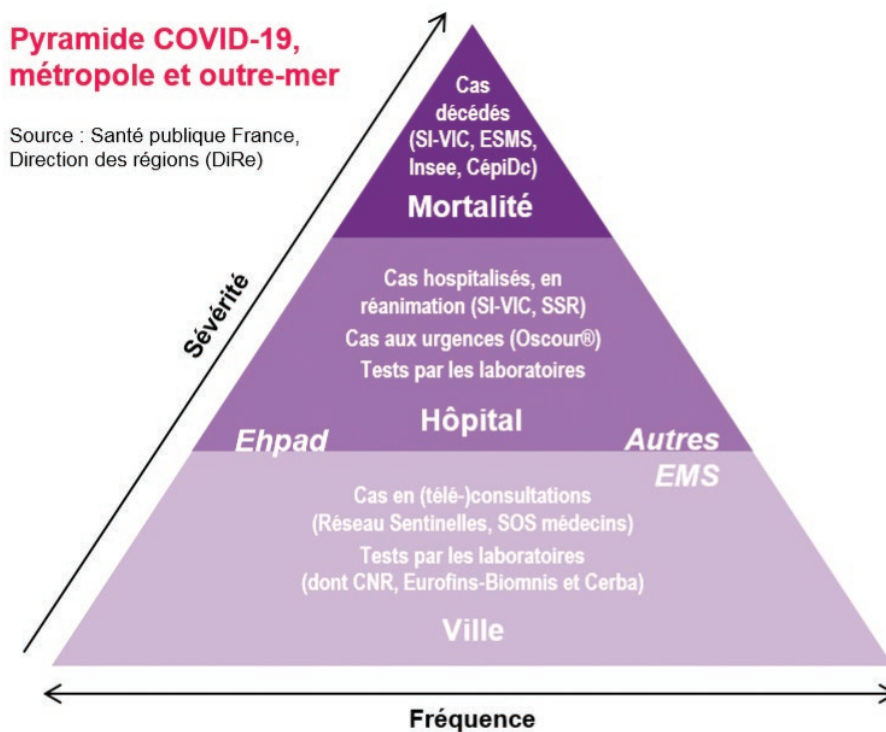 Pyramide COVID-19,
métropole et outre-mer
Source : Santé publique France,
Direction des régions (DiRe)
Sévérité
Cas
décédés
(SI-VIC, ESMS,
Insee, CépiDc)
Mortalité
Cas hospitalisés, en
réanimation (SI-VIC, SSR)
Cas aux urgences (Oscour®)
Tests par les laboratoires
Hôpital
Ehpad
Autres
EMS
Cas en (télé-)consultations
(Réseau Sentinelles, SOS médecins)
Tests par les laboratoires
(dont CNR, Eurofins-Biomnis et Cerba)
Ville
Fréquence